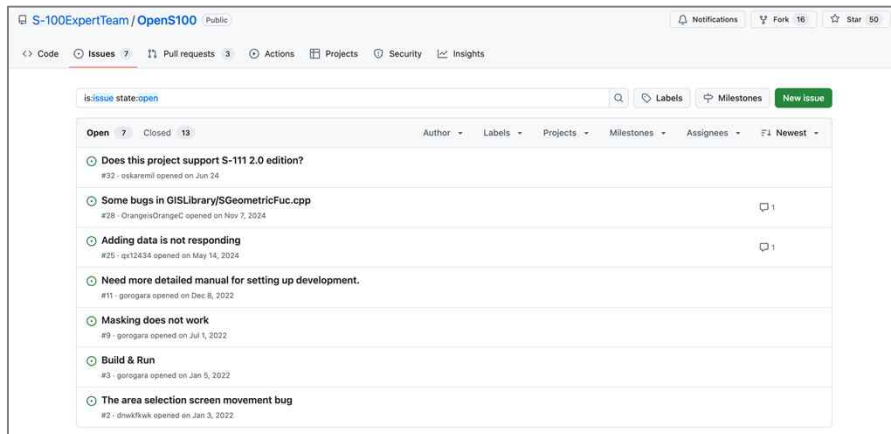 S-100ExpertTeam / OpenS100 Public Notifications Fork 16 Star 50
Code Issues 7 Pull requests 3 Actions Projects Security Insights
is:issue state:open Labels Milestones New issue
Open 7 Closed 13 Author Labels Projects Milestones Assignees Newest
Does this project support S-111 2.0 edition?
#32 · oskaremil opened on Jun 24
Some bugs in GISLibrary/SGeometricFuc.cpp 1
#28 · OrangeisOrangeC opened on Nov 7, 2024
Adding data is not responding 1
#25 · qx12434 opened on May 14, 2024
Need more detailed manual for setting up development.
#11 · gorogara opened on Dec 8, 2022
Masking does not work
#9 · gorogara opened on Jul 1, 2022
Build & Run
#3 · gorogara opened on Jan 5, 2022
The area selection screen movement bug
#2 · dnwkfkwk opened on Jan 3, 2022